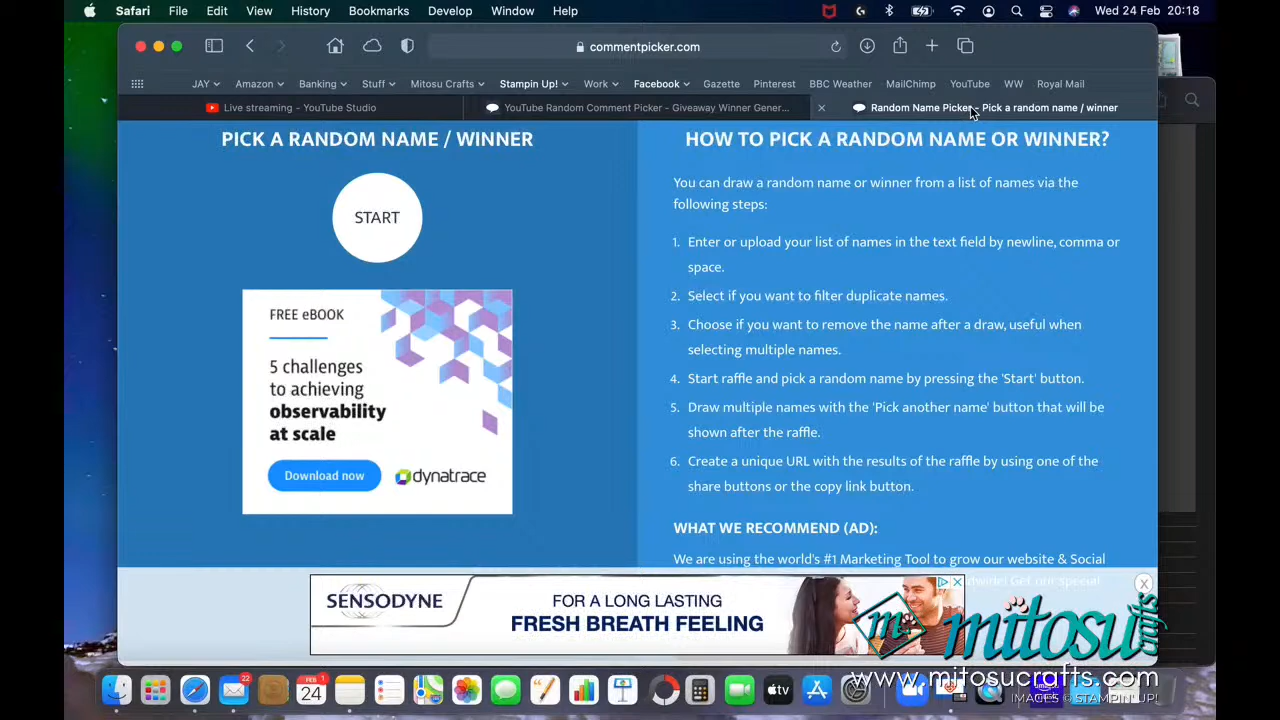 Safari File Edit View History Bookmarks Develop Window Help Wed 24 Feb 20:18
commentpicker.com
JAY Amazon Banking Stuff Mitosu Crafts Stampin Up! Work Facebook Gazette Pinterest BBC Weather MailChimp YouTube WW Royal Mail
Live streaming - YouTube Studio YouTube Random Comment Picker - Giveaway Winner Gener... Random Name Picker - Pick a random name / winner
PICK A RANDOM NAME / WINNER
START
FREE eBOOK
5 challenges
to achieving
observability
at scale
Download now
dynatrace
HOW TO PICK A RANDOM NAME OR WINNER?
You can draw a random name or winner from a list of names via the
following steps:
1. Enter or upload your list of names in the text field by newline, comma or
space.
2. Select if you want to filter duplicate names.
3. Choose if you want to remove the name after a draw, useful when
selecting multiple names.
4. Start raffle and pick a random name by pressing the 'Start' button.
5. Draw multiple names with the 'Pick another name' button that will be
shown after the raffle.
6. Create a unique URL with the results of the raffle by using one of the
share buttons or the copy link button.
WHAT WE RECOMMEND (AD):
We are using the world's #1 Marketing Tool to grow our website & Social
Get our special
SENSODYNE
FOR A LONG LASTING
FRESH BREATH FEELING
m
mitosu
crafts
www.mitosucrafts.com
IMAGES © STAMPIN' UP!
22
FEB
24
1
tv